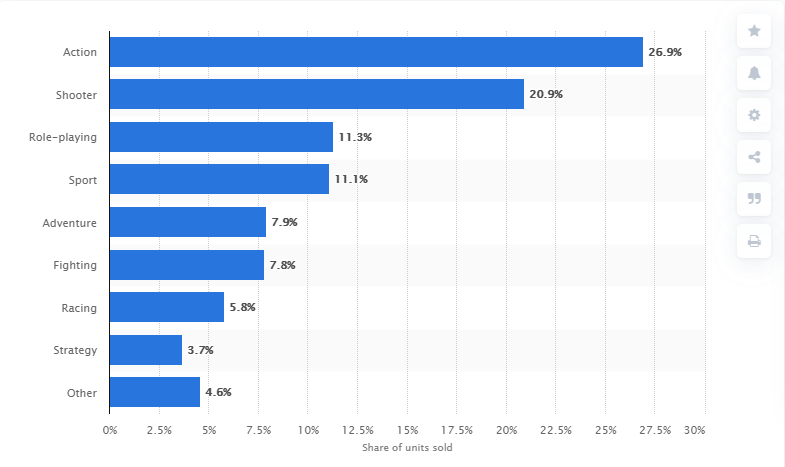 Action 26.9%
Shooter 20.9%
Role-playing 11.3%
Sport 11.1%
Adventure 7.9%
Fighting 7.8%
Racing 5.8%
Strategy 3.7%
Other 4.6%
0% 2.5% 5% 7.5% 10% 12.5% 15% 17.5% 20% 22.5% 25% 27.5% 30%
Share of units sold